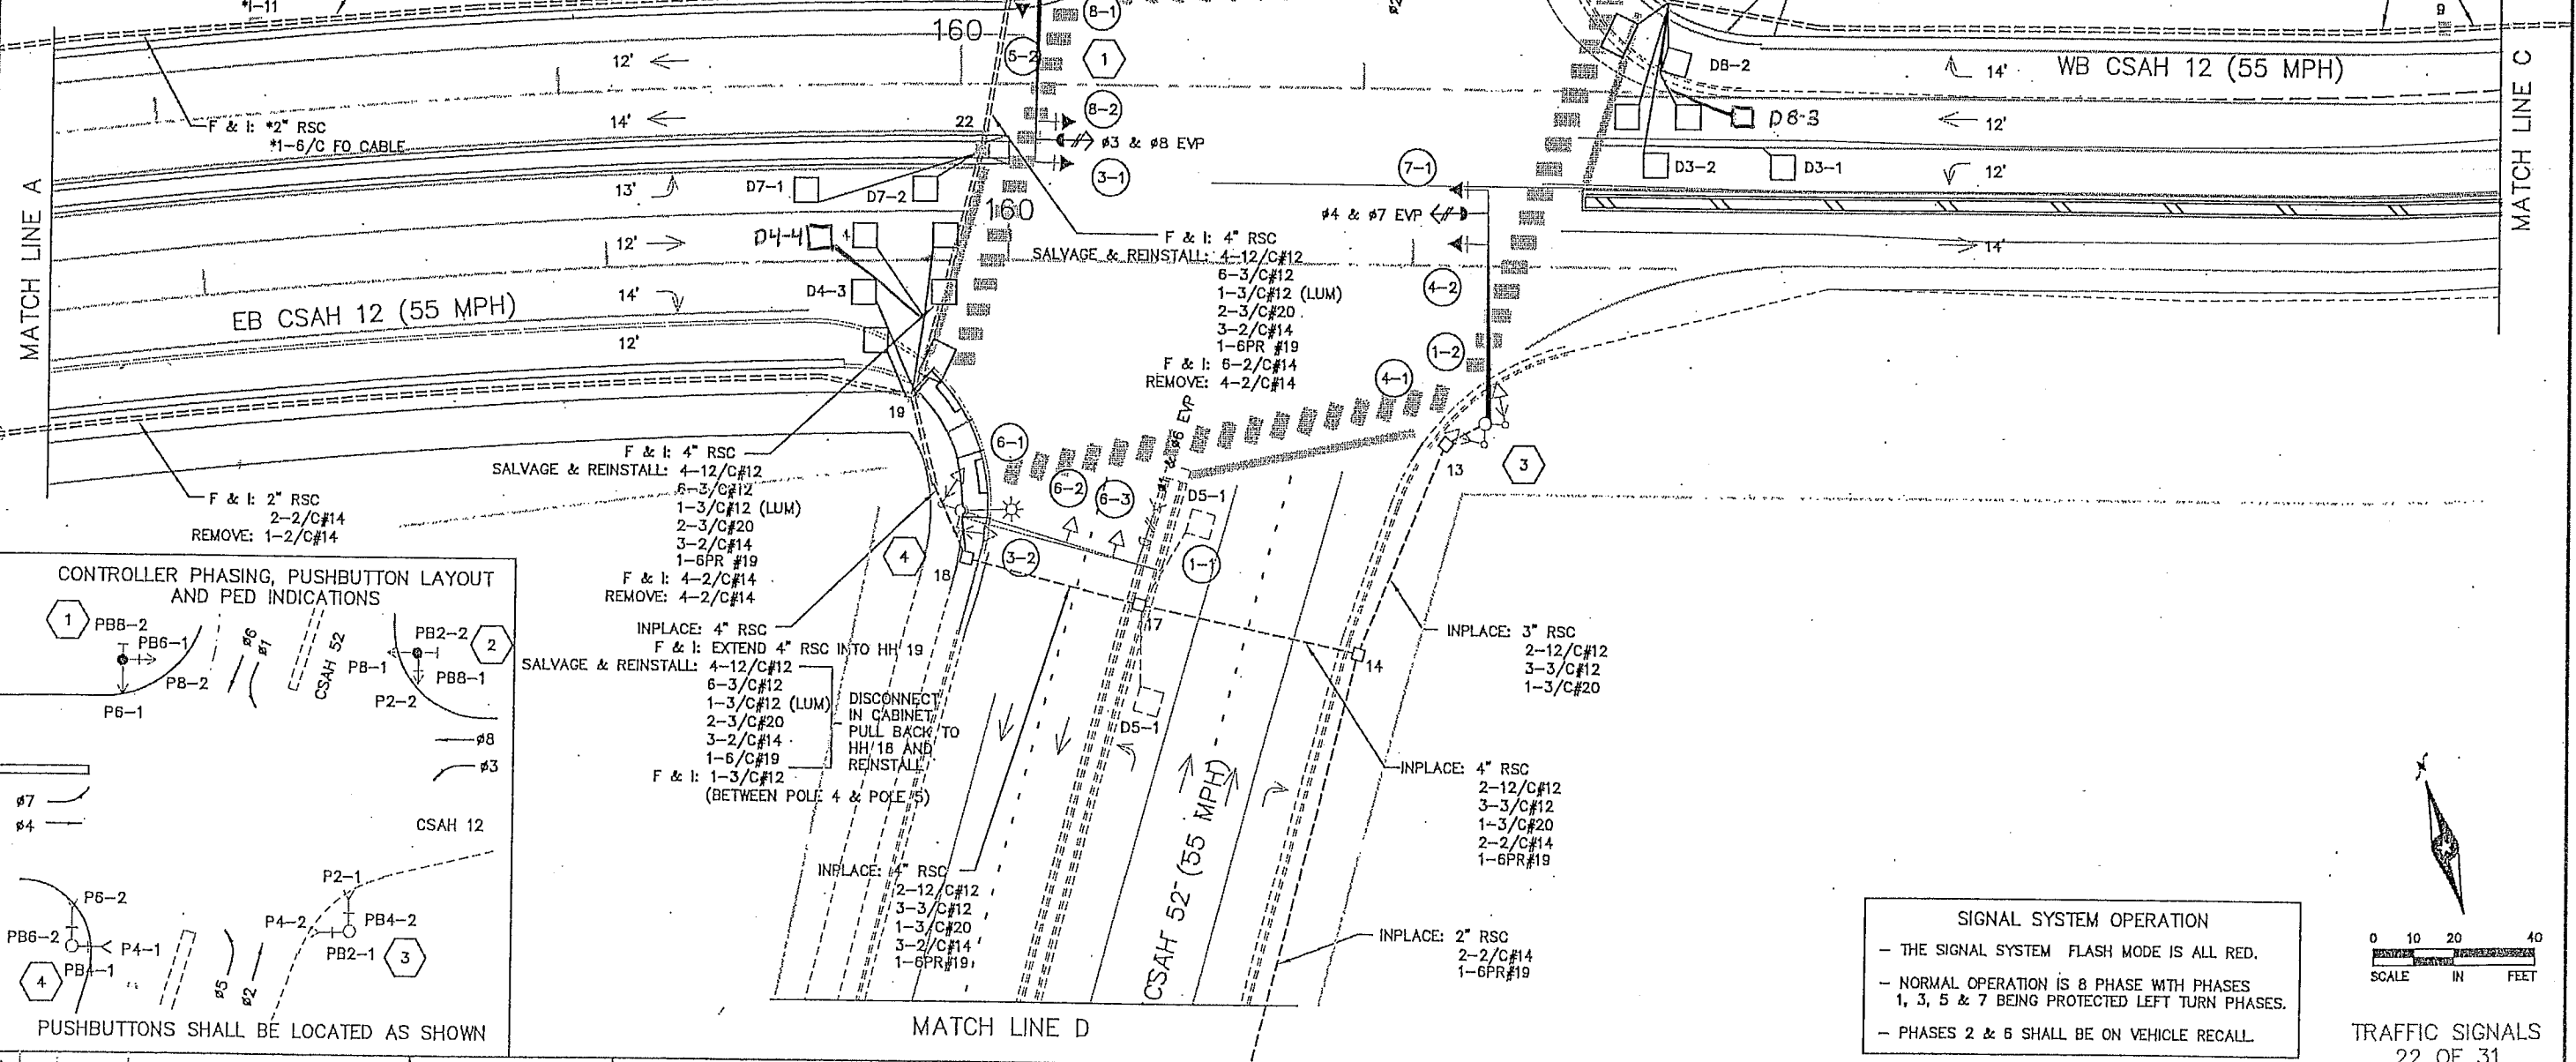 *1-11
160
8-1
5-2
1
8-2
ø3 & ø8 EVP
3-1
12'
14'
22
F & I: *2" RSC
*1-6/C FO CABLE
MATCH LINE A
13'
D7-1
D7-2
160
D4-4
12'
D4-3
14'
EB CSAH 12 (55 MPH)
12'
19
D8-2
14'
WB CSAH 12 (55 MPH)
MATCH LINE C
9
D8-3
12'
D3-2
D3-1
12'
7-1
ø4 & ø7 EVP
14'
4-2
1-2
4-1
13
3
F & I: 4" RSC
SALVAGE & REINSTALL: 4-12/C#12
6-3/C#12
1-3/C#12 (LUM)
2-3/C#20
3-2/C#14
1-6PR #19
F & I: 6-2/C#14
REMOVE: 4-2/C#14
F & I: 2" RSC
2-2/C#14
REMOVE: 1-2/C#14
F & I: 4" RSC
SALVAGE & REINSTALL: 4-12/C#12
6-3/C#12
1-3/C#12 (LUM)
2-3/C#20
3-2/C#14
1-6PR #19
F & I: 4-2/C#14
REMOVE: 4-2/C#14
6-1
6-2
6-3
D5-1
4
3-2
1-1
18
17
14
D5-1
INPLACE: 4" RSC
F & I: EXTEND 4" RSC INTO HH 19
SALVAGE & REINSTALL: 4-12/C#12
6-3/C#12
1-3/C#12 (LUM)
2-3/C#20
3-2/C#14
1-6/C#19
DISCONNECT
IN CABINET
PULL BACK TO
HH 18 AND
REINSTALL
F & I: 1-3/C#12
(BETWEEN POLE 4 & POLE 5)
INPLACE: 4" RSC
2-12/C#12
3-3/C#12
1-3/C#20
3-2/C#14
1-6PR#19
CSAH 52 (55 MPH)
INPLACE: 3" RSC
2-12/C#12
3-3/C#12
1-3/C#20
INPLACE: 4" RSC
2-12/C#12
3-3/C#12
1-3/C#20
2-2/C#14
1-6PR#19
INPLACE: 2" RSC
2-2/C#14
1-6PR#19
MATCH LINE D
CONTROLLER PHASING, PUSHBUTTON LAYOUT
AND PED INDICATIONS
1
PB8-2
PB6-1
P8-2
P6-1
ø6
ø1
CSAH 52
PB2-2
2
P8-1
PB8-1
P2-2
ø8
ø3
ø7
ø4
CSAH 12
P6-2
PB6-2
P4-1
PB4-1
4
ø5
ø2
P2-1
P4-2
PB4-2
PB2-1
3
PUSHBUTTONS SHALL BE LOCATED AS SHOWN
SIGNAL SYSTEM OPERATION
- THE SIGNAL SYSTEM FLASH MODE IS ALL RED.
- NORMAL OPERATION IS 8 PHASE WITH PHASES
1, 3, 5 & 7 BEING PROTECTED LEFT TURN PHASES.
- PHASES 2 & 6 SHALL BE ON VEHICLE RECALL.
0 10 20 40
SCALE IN FEET
TRAFFIC SIGNALS
22 OF 31